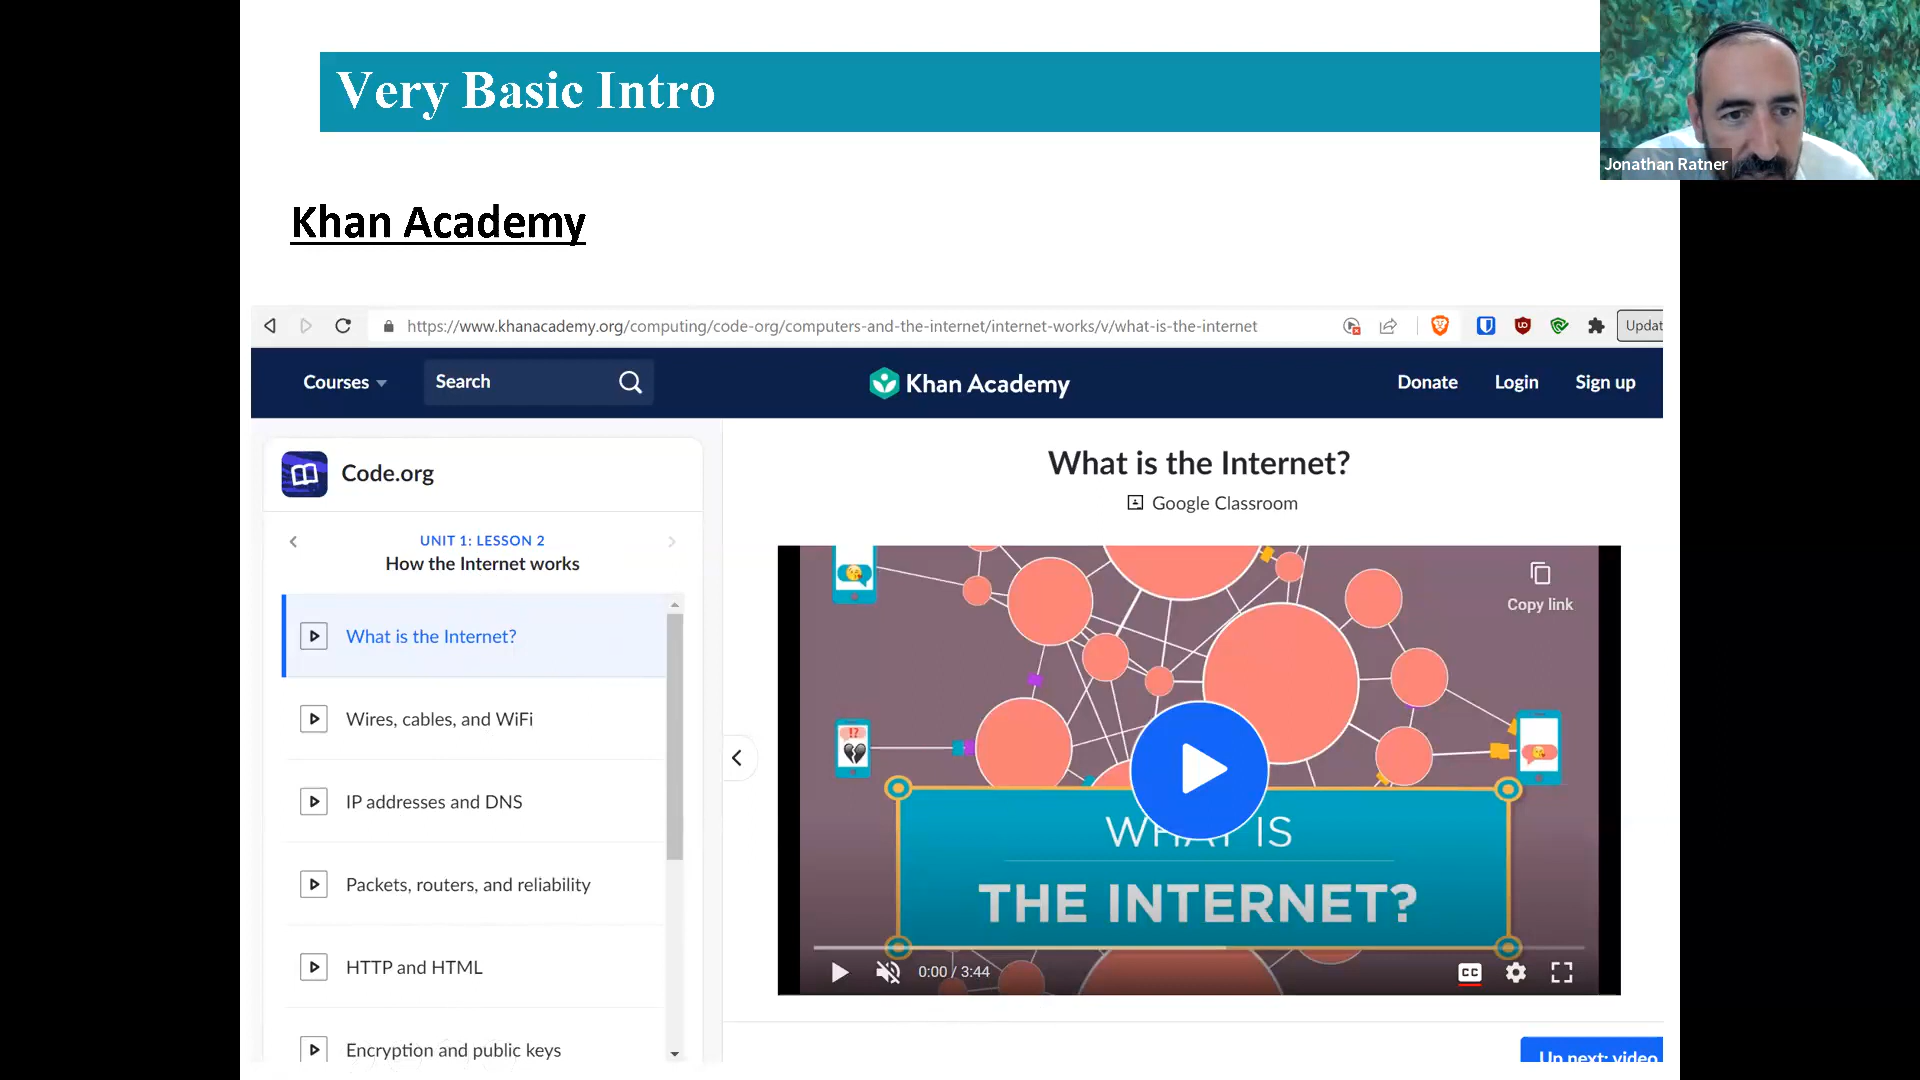 Very Basic Intro
Jonathan Ratner
Khan Academy
https://www.khanacademy.org/computing/code-org/computers-and-the-internet/internet-works/v/what-is-the-internet
Updat
Courses
Search
Khan Academy
Donate
Login
Sign up
Code.org
UNIT 1: LESSON 2
How the Internet works
What is the Internet?
Wires, cables, and WiFi
IP addresses and DNS
Packets, routers, and reliability
HTTP and HTML
Encryption and public keys
What is the Internet?
Google Classroom
Copy link
!?
WHAT IS
THE INTERNET?
0:00 / 3:44
CC
Up next: video